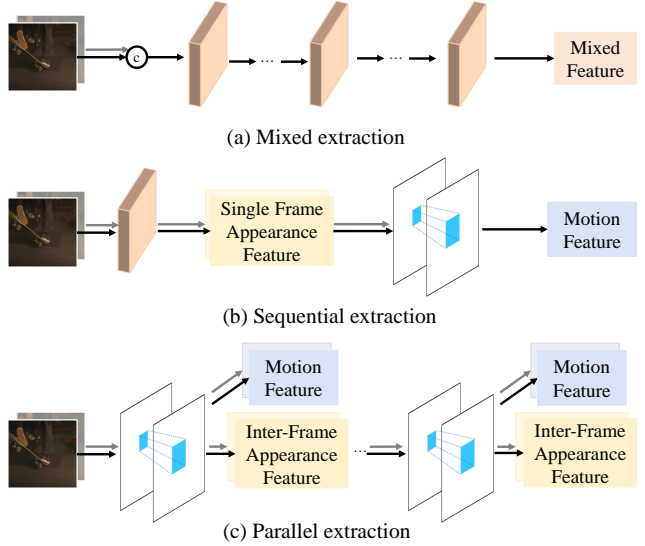 c
...
...
Mixed
Feature
(a) Mixed extraction
Single Frame
Appearance
Feature
Motion
Feature
(b) Sequential extraction
Motion
Feature
Motion
Feature
Inter-Frame
Appearance
Feature
...
Inter-Frame
Appearance
Feature
(c) Parallel extraction